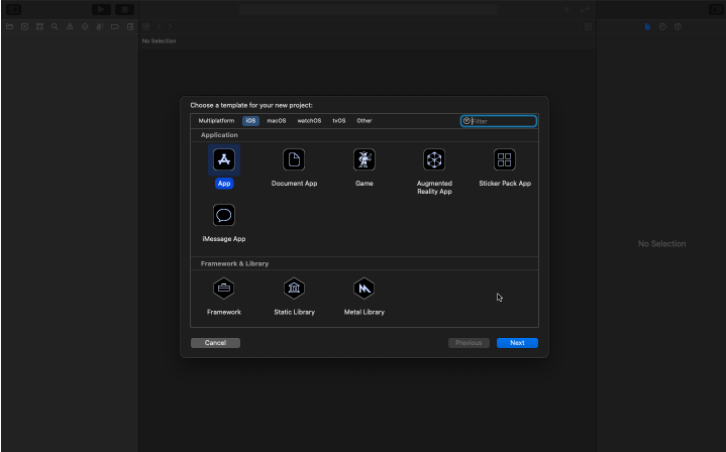 No Selection
Choose a template for your new project:
Multiplatform iOS macOS watchOS tvOS Other Filter
Application
App Document App Game Augmented Reality App Sticker Pack App
iMessage App
Framework & Library
Framework Static Library Metal Library
No Selection
Cancel Previous Next